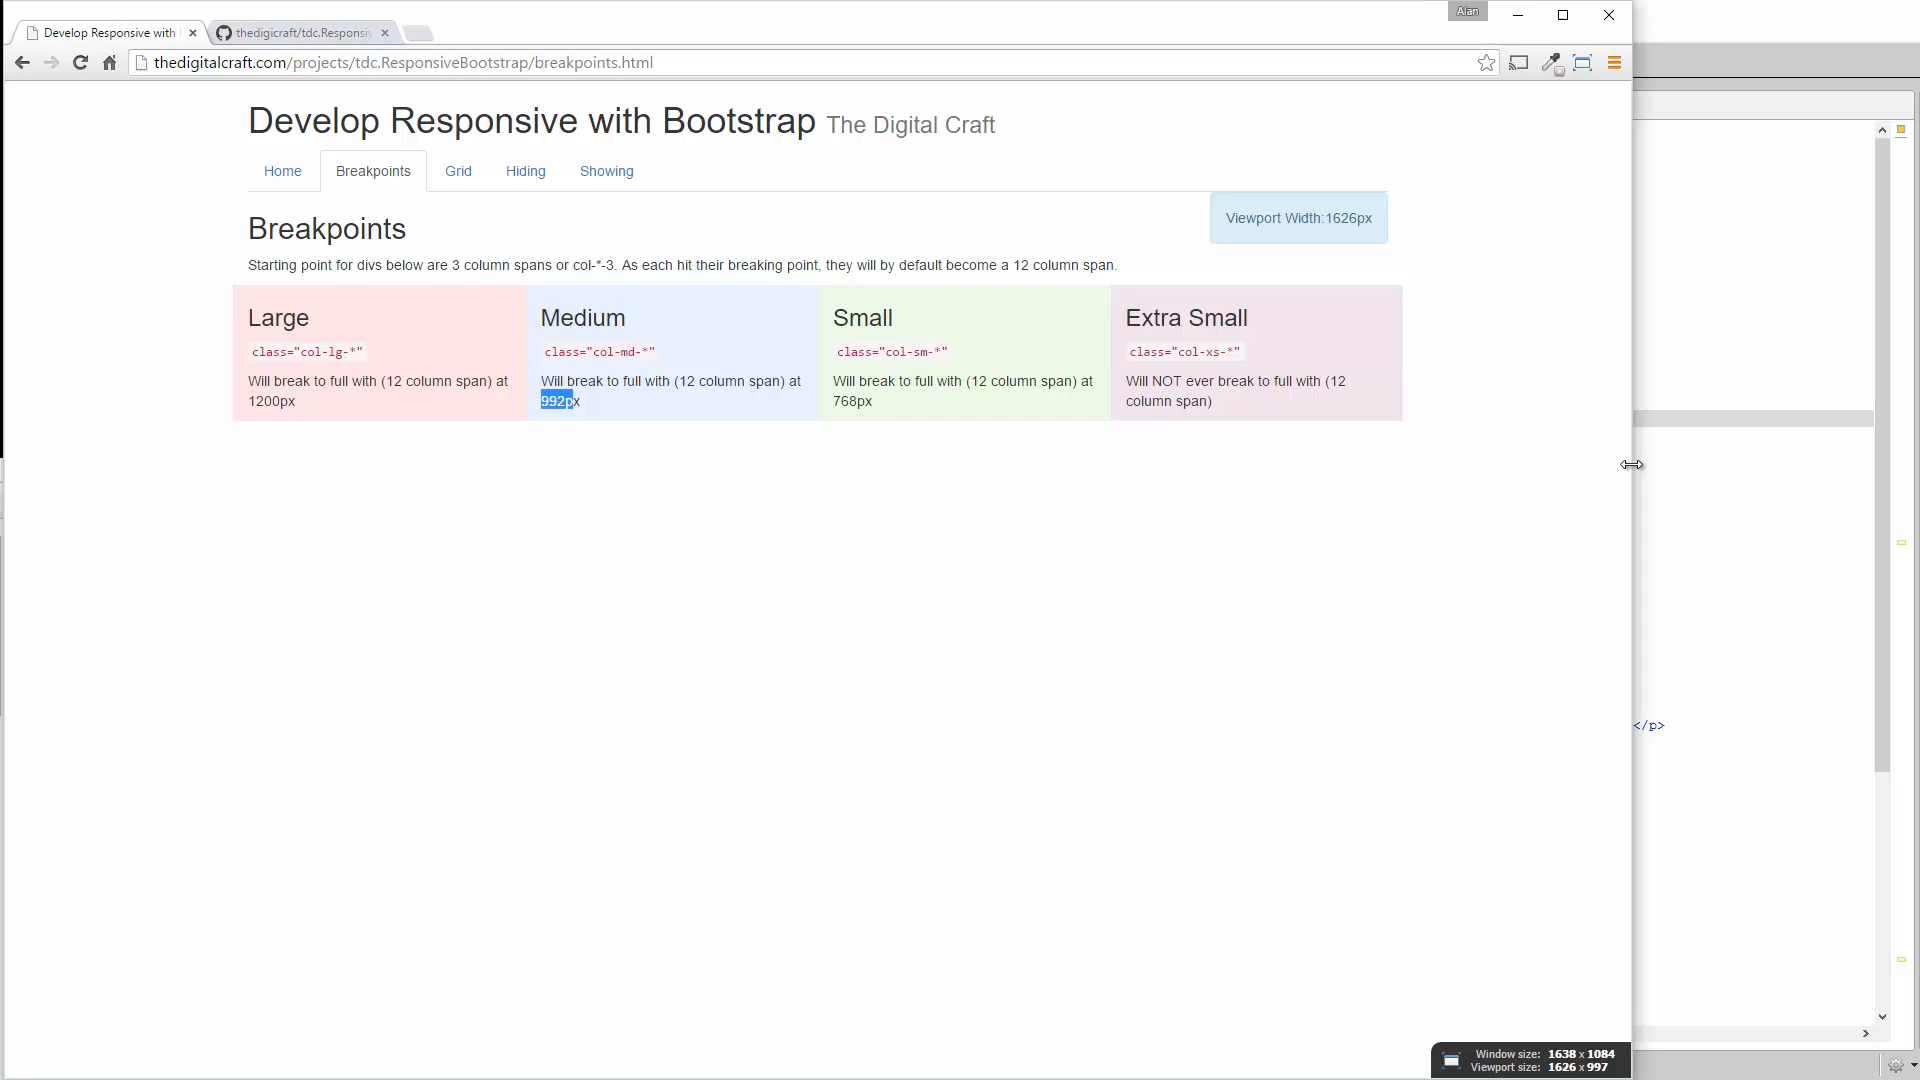 Alan
Develop Responsive with
thedigicraft/tdc.Responsiv
thedigitalcraft.com/projects/tdc.ResponsiveBootstrap/breakpoints.html
Develop Responsive with Bootstrap The Digital Craft
Home Breakpoints Grid Hiding Showing
Viewport Width:1626px
Breakpoints
Starting point for divs below are 3 column spans or col-*-3. As each hit their breaking point, they will by default become a 12 column span.
Large
class="col-lg-*"
Will break to full with (12 column span) at
1200px
Medium
class="col-md-*"
Will break to full with (12 column span) at
992px
Small
class="col-sm-*"
Will break to full with (12 column span) at
768px
Extra Small
class="col-xs-*"
Will NOT ever break to full with (12
column span)
</p>
Window size: 1638 x 1084
Viewport size: 1626 x 997